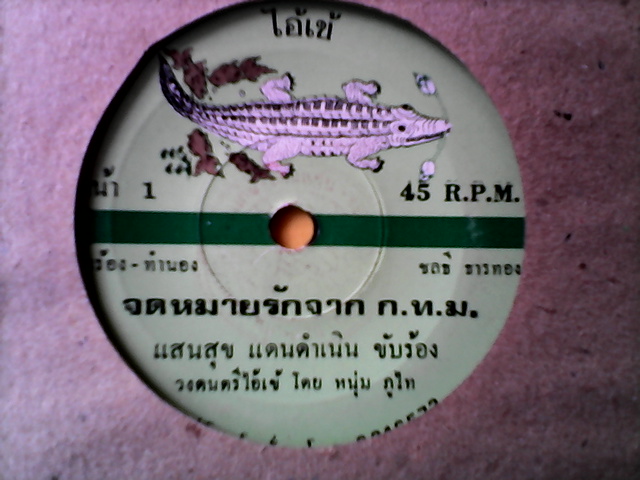 ไอ้เข้
น้า 1
45 R.P.M.
ร้อง - ทำนอง
ชลธี ธารทอง
จดหมายรักจาก ก.ท.ม.
แสนสุข แดนดำเนิน ขับร้อง
วงดนตรีไอ้เข้ โดย หนุ่ม ภูไท